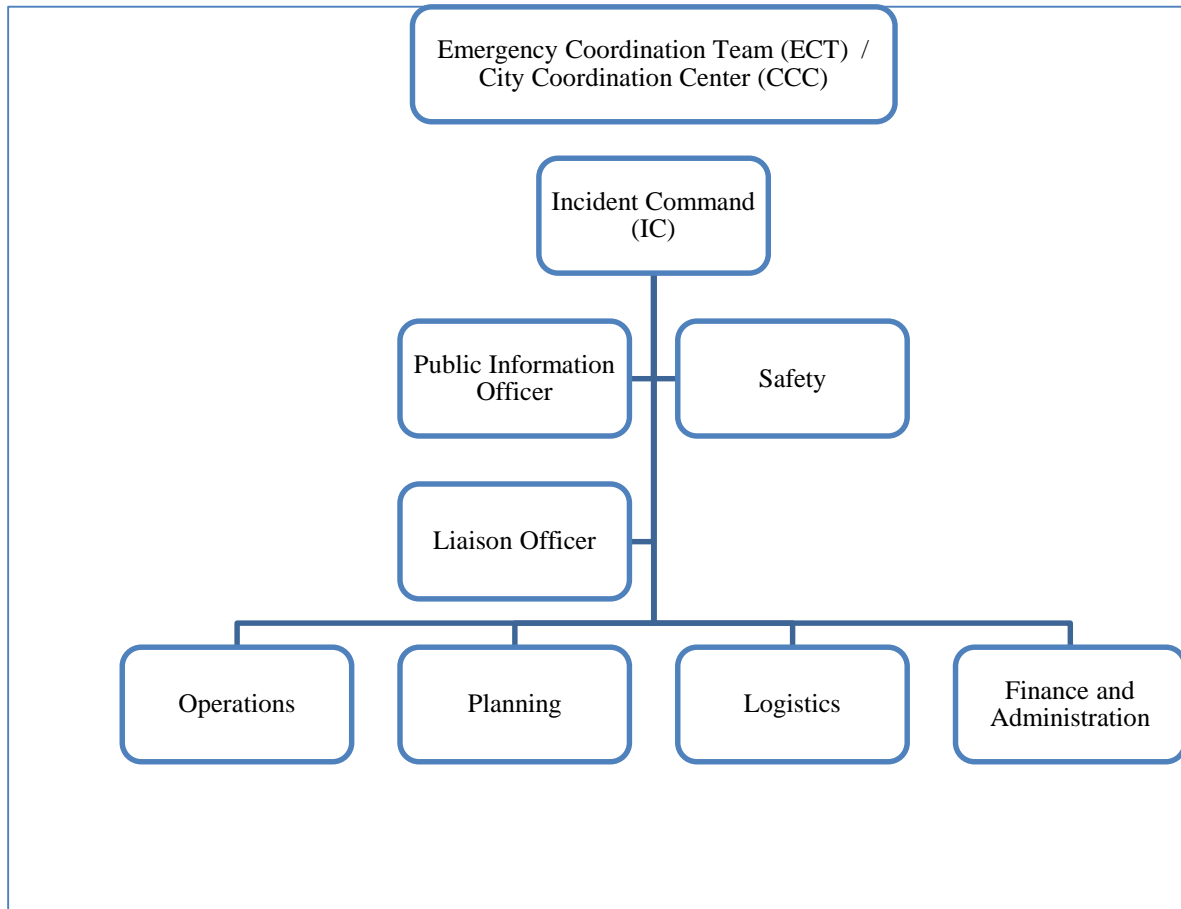 Emergency Coordination Team (ECT)  /
City Coordination Center (CCC)
Incident Command
(IC)
Public Information
Officer
Safety
Liaison Officer
Operations
Planning
Logistics
Finance and
Administration